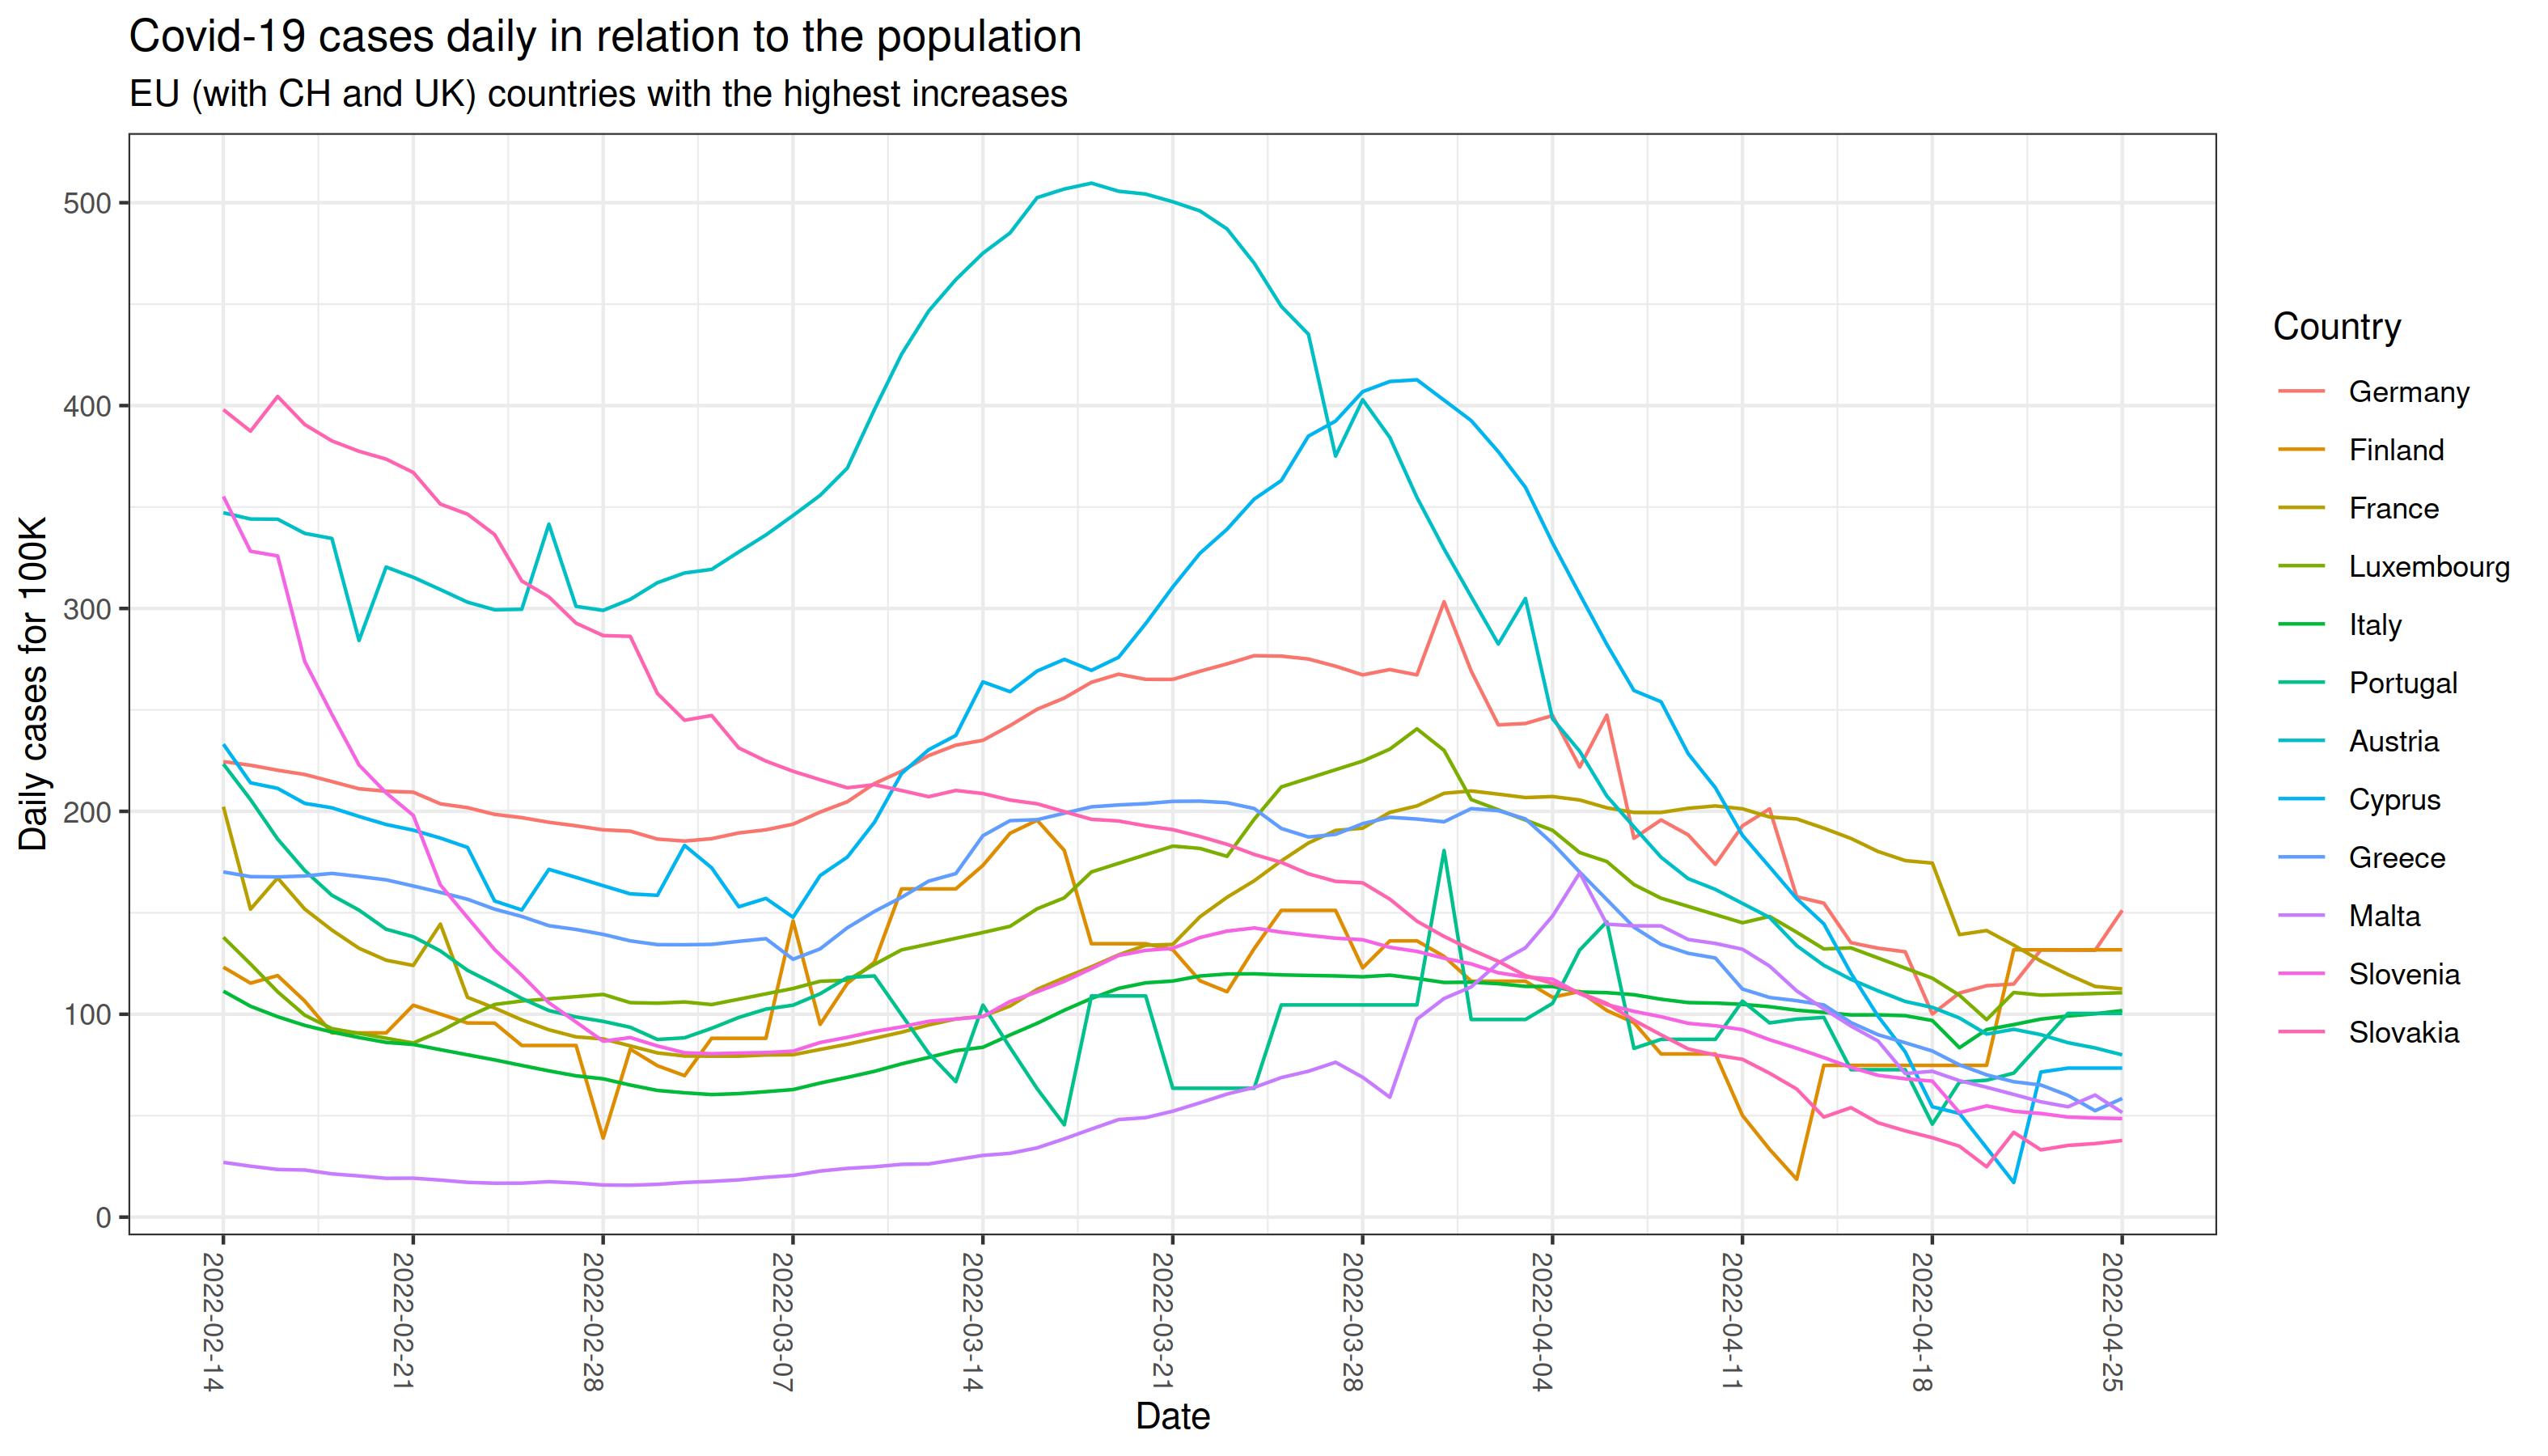 Covid-19 cases daily in relation to the population
EU (with CH and UK) countries with the highest increases
Daily cases for 100K
500
400
300
200
100
0
2022-02-14
2022-02-21
2022-02-28
2022-03-07
2022-03-14
2022-03-21
2022-03-28
2022-04-04
2022-04-11
2022-04-18
2022-04-25
Date
Country
Germany
Finland
France
Luxembourg
Italy
Portugal
Austria
Cyprus
Greece
Malta
Slovenia
Slovakia